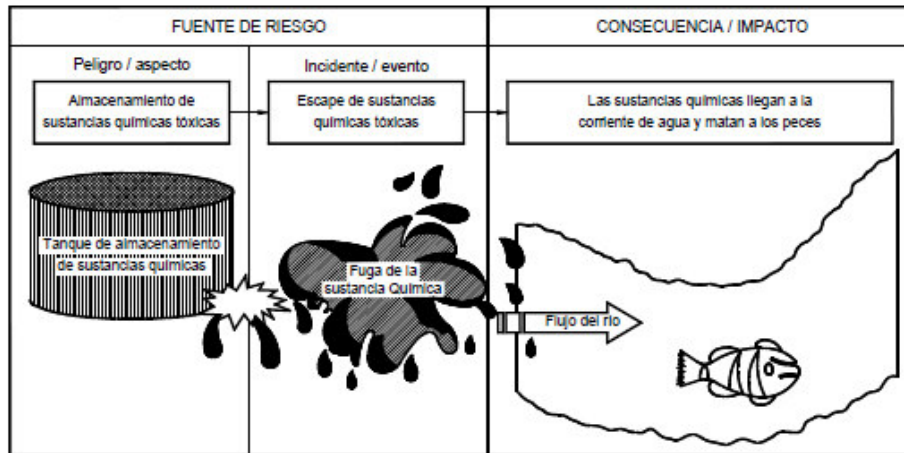 FUENTE DE RIESGO
CONSECUENCIA / IMPACTO
Peligro / aspecto
Incidente / evento
Almacenamiento de
sustancias químicas tóxicas
Escape de sustancias
químicas tóxicas
Las sustancias químicas llegan a la
corriente de agua y matan a los peces
Tanque de almacenamiento
de sustancias químicas
Fuga de la
sustancia Química
Flujo del río